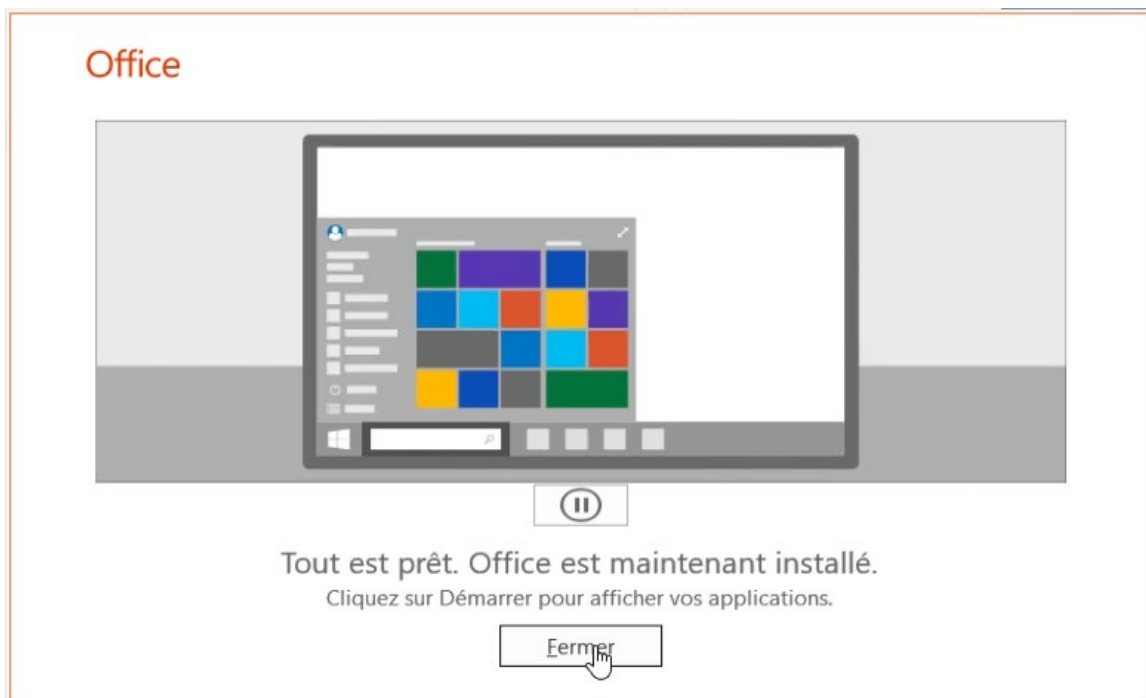 Office
Tout est prêt. Office est maintenant installé.
Cliquez sur Démarrer pour afficher vos applications.
Fermer